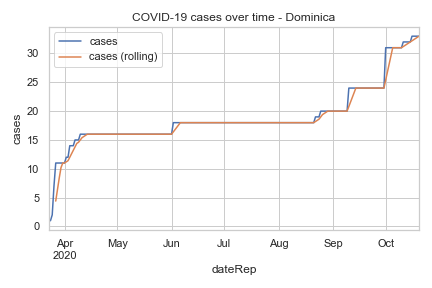 COVID-19 cases over time - Dominica
cases
cases (rolling)
cases
30
25
20
15
10
5
0
Apr May Jun Jul Aug Sep Oct
2020
dateRep